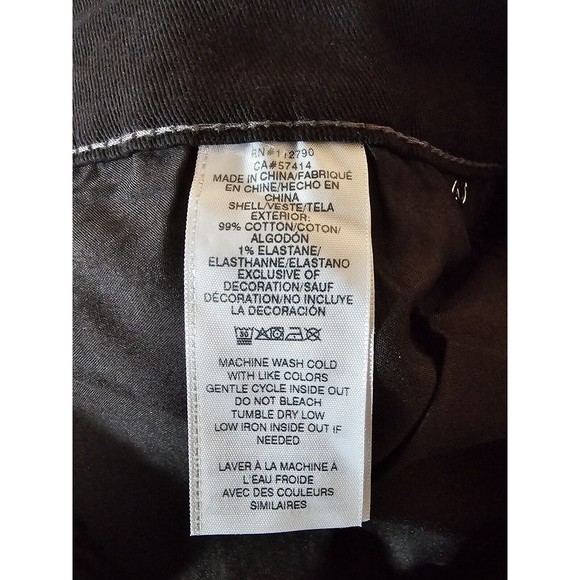 RN#112790
CA#57414
MADE IN CHINA/FABRIQUÉ
EN CHINE/HECHO EN
CHINA
SHELL/VESTE/TELA
EXTERIOR:
99% COTTON/COTON/
ALGODÓN
1% ELASTANE/
ELASTHANNE/ELASTANO
EXCLUSIVE OF
DECORATION/SAUF
DÉCORATION/NO INCLUYE
LA DECORACIÓN
30
MACHINE WASH COLD
WITH LIKE COLORS
GENTLE CYCLE INSIDE OUT
DO NOT BLEACH
TUMBLE DRY LOW
LOW IRON INSIDE OUT IF
NEEDED
LAVER À LA MACHINE À
L'EAU FROIDE
AVEC DES COULEURS
SIMILAIRES